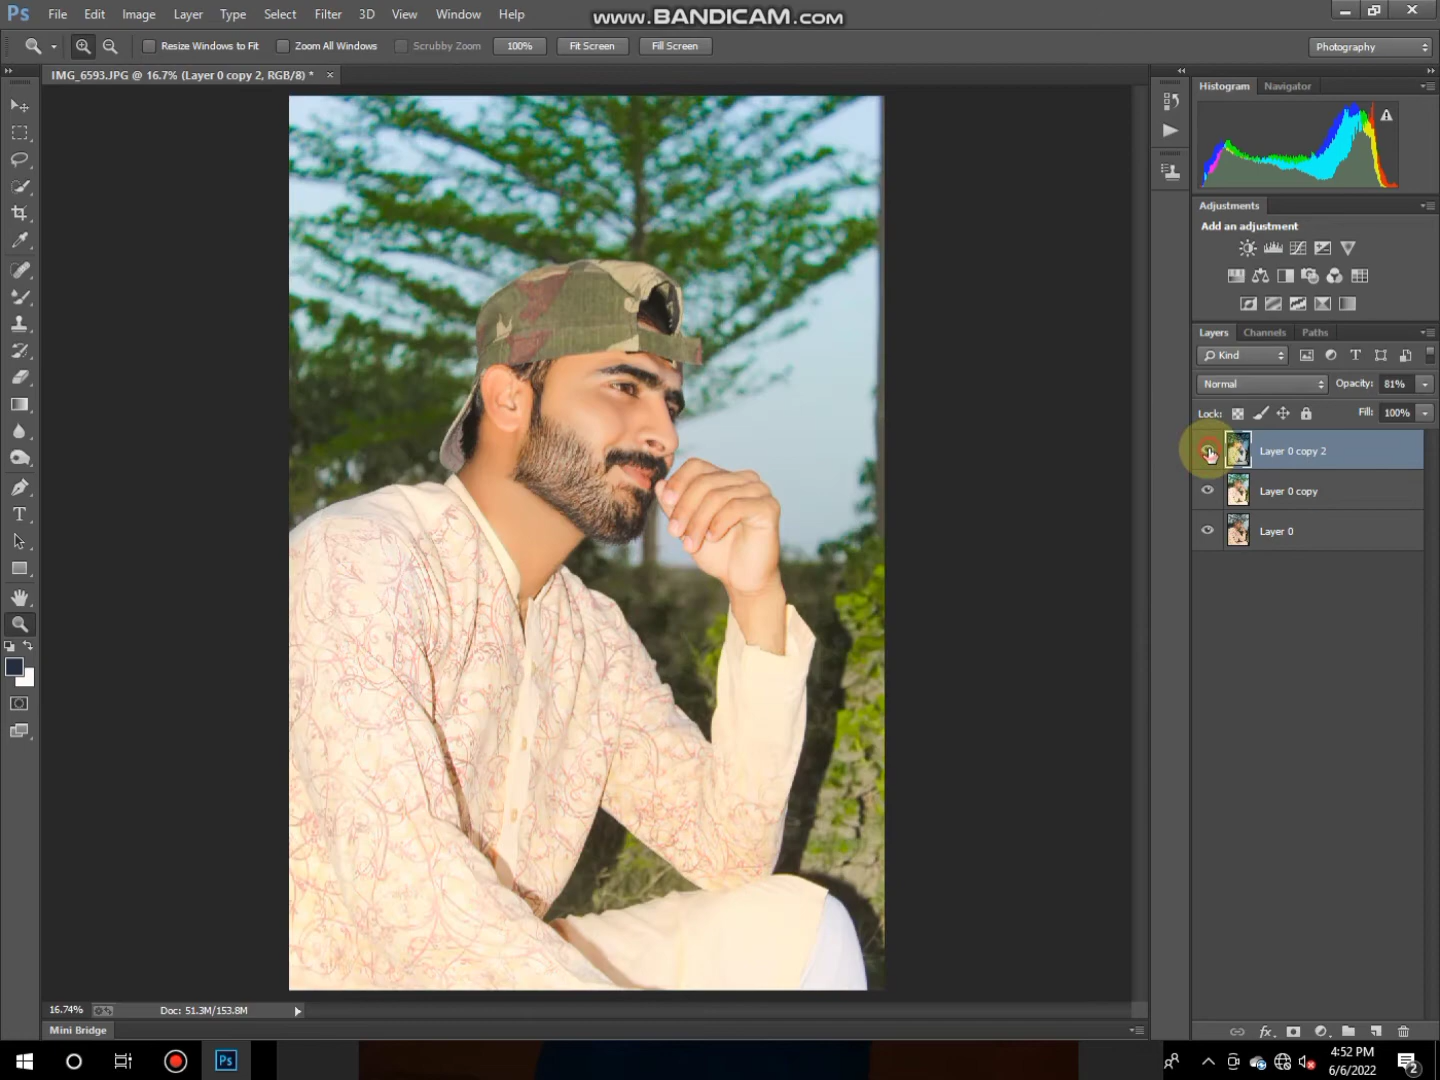 Ps File Edit Image Layer Type Select Filter 3D View Window Help
www.BANDICAM.com
Resize Windows to Fit Zoom All Windows Scrubby Zoom 100% Fit Screen Fill Screen Photography
IMG_6593.JPG @ 16.7% (Layer 0 copy 2, RGB/8) * ×
Histogram Navigator
Adjustments
Add an adjustment
Layers Channels Paths
Kind
Normal Opacity: 81%
Lock: Fill: 100%
Layer 0 copy 2
Layer 0 copy
Layer 0
16.74% Doc: 51.3M/153.8M
Mini Bridge
Ps
4:52 PM
6/6/2022
2